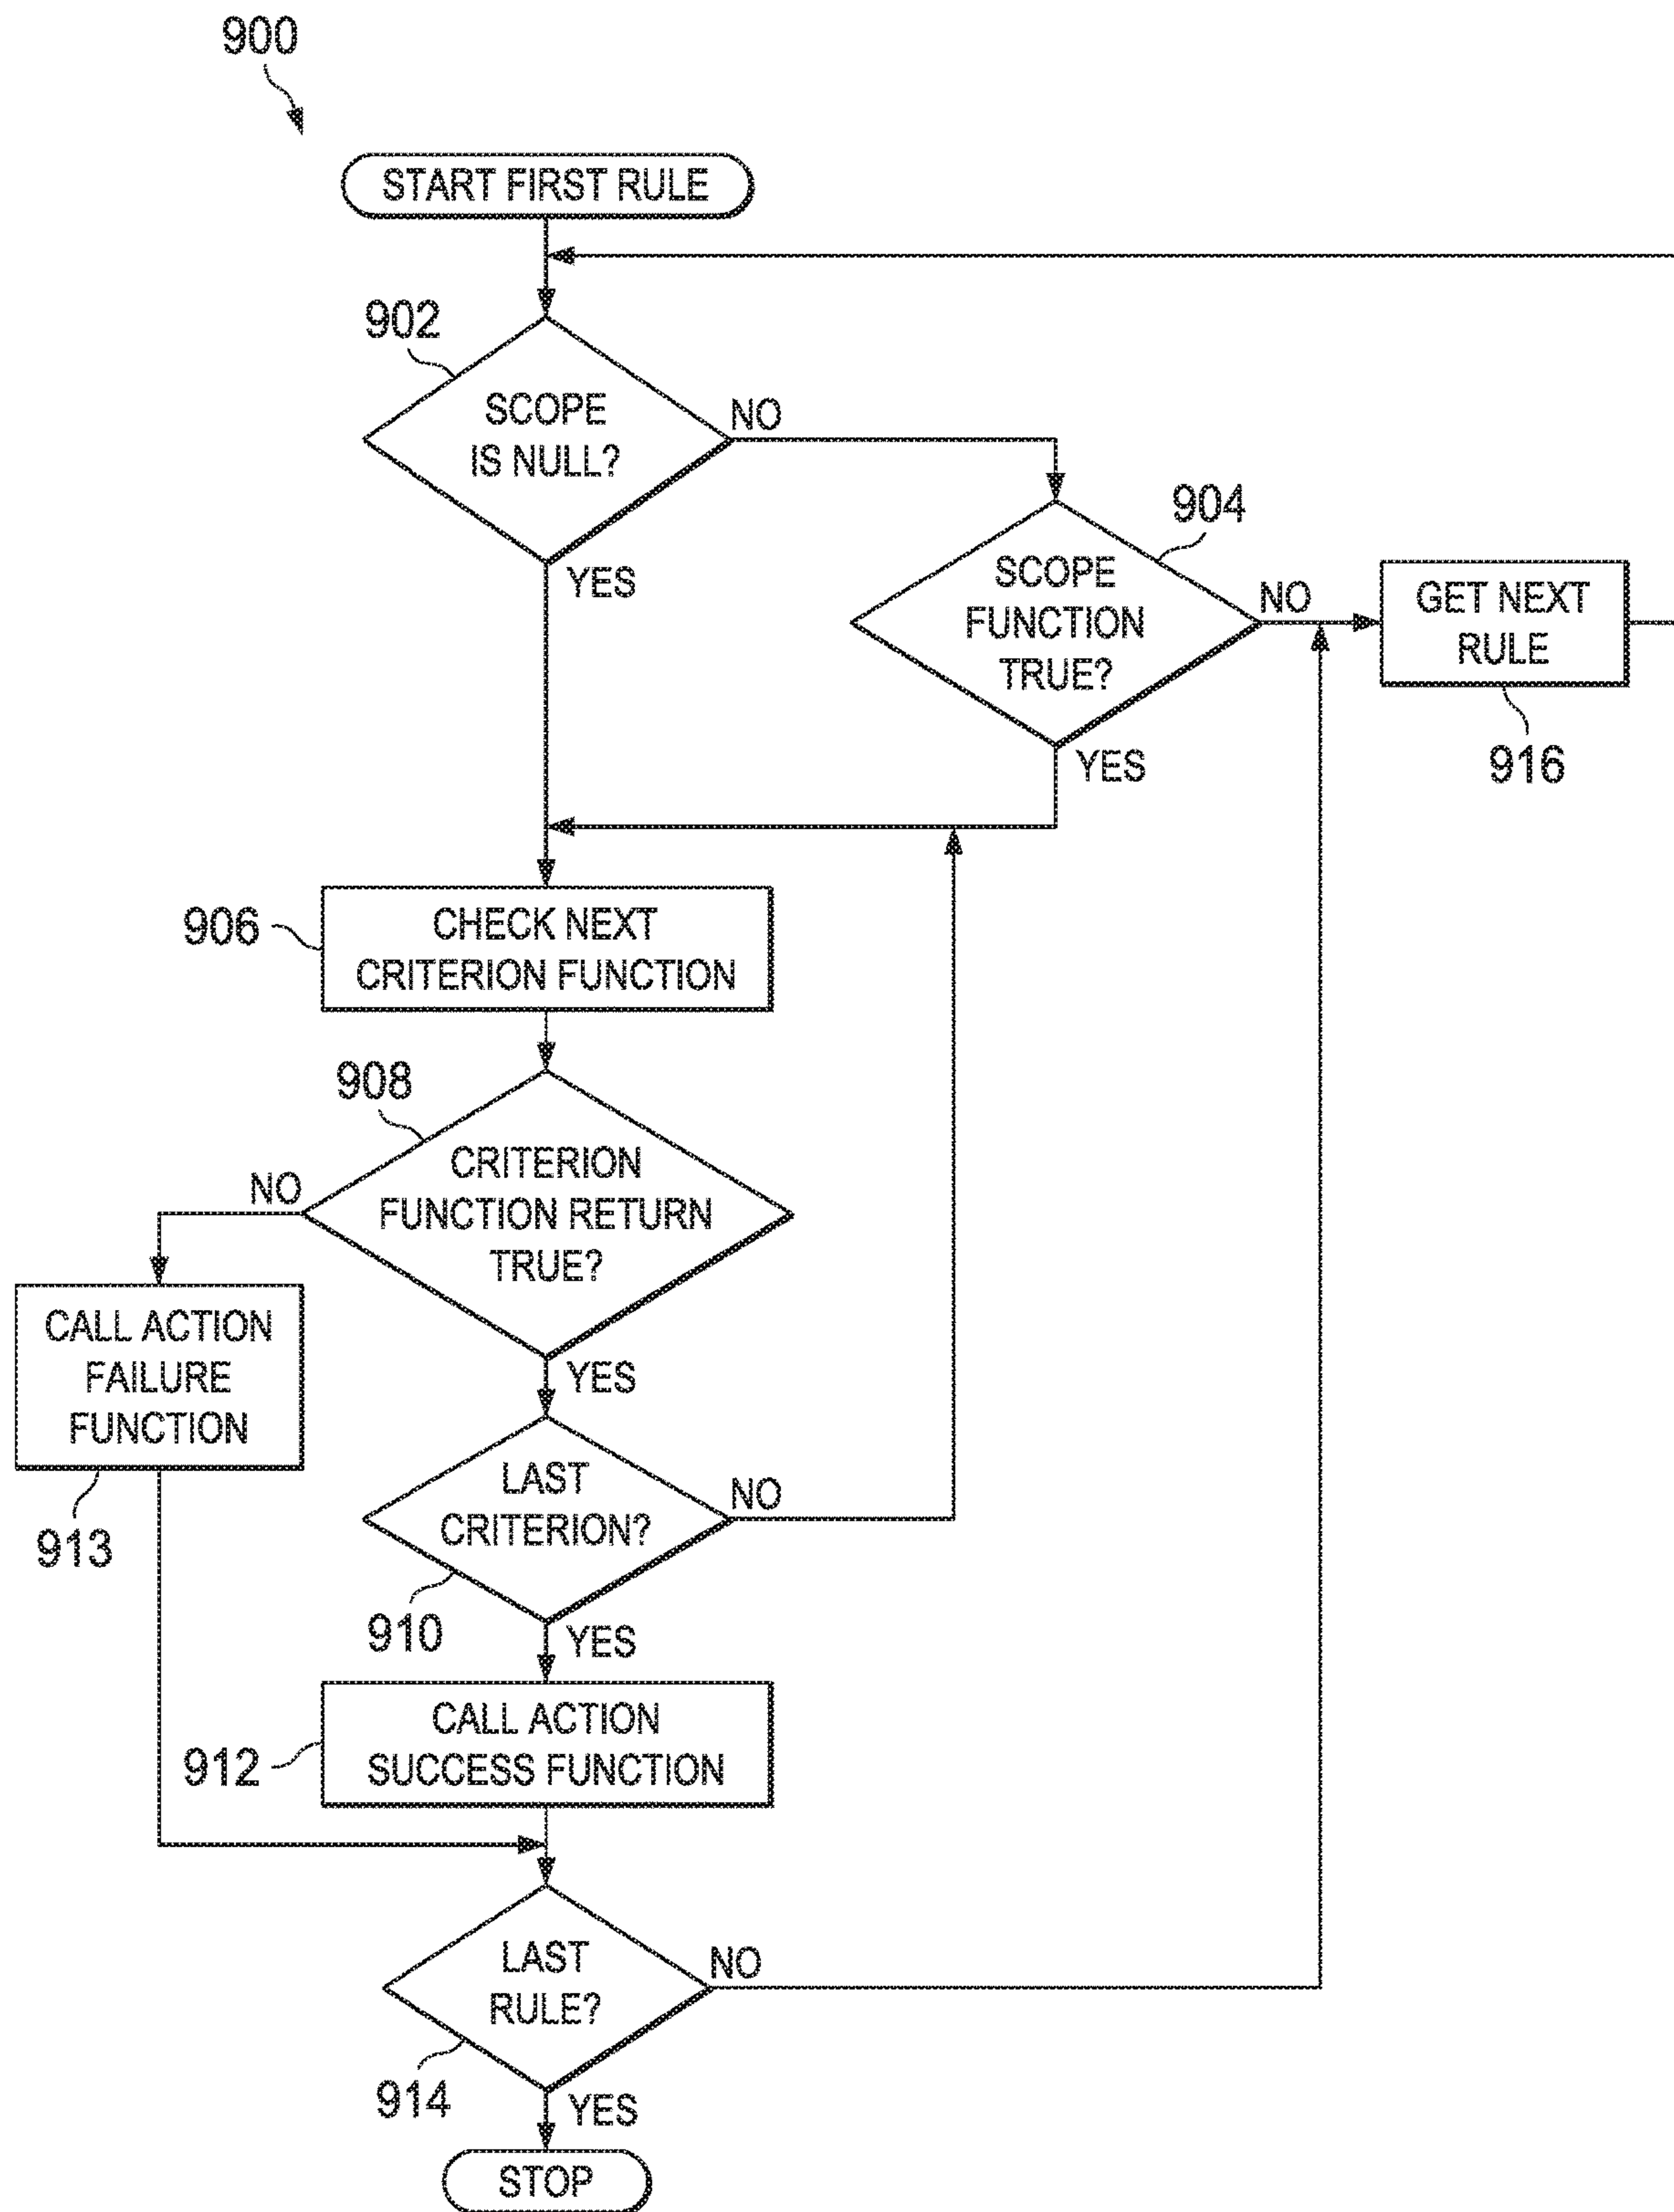 900
START FIRST RULE
902
SCOPE
IS NULL?
NO
YES
904
SCOPE
FUNCTION
TRUE?
NO
YES
GET NEXT
RULE
916
906
CHECK NEXT
CRITERION FUNCTION
908
CRITERION
FUNCTION RETURN
TRUE?
NO
YES
CALL ACTION
FAILURE
FUNCTION
913
LAST
CRITERION?
NO
910
YES
912
CALL ACTION
SUCCESS FUNCTION
LAST
RULE?
NO
914
YES
STOP